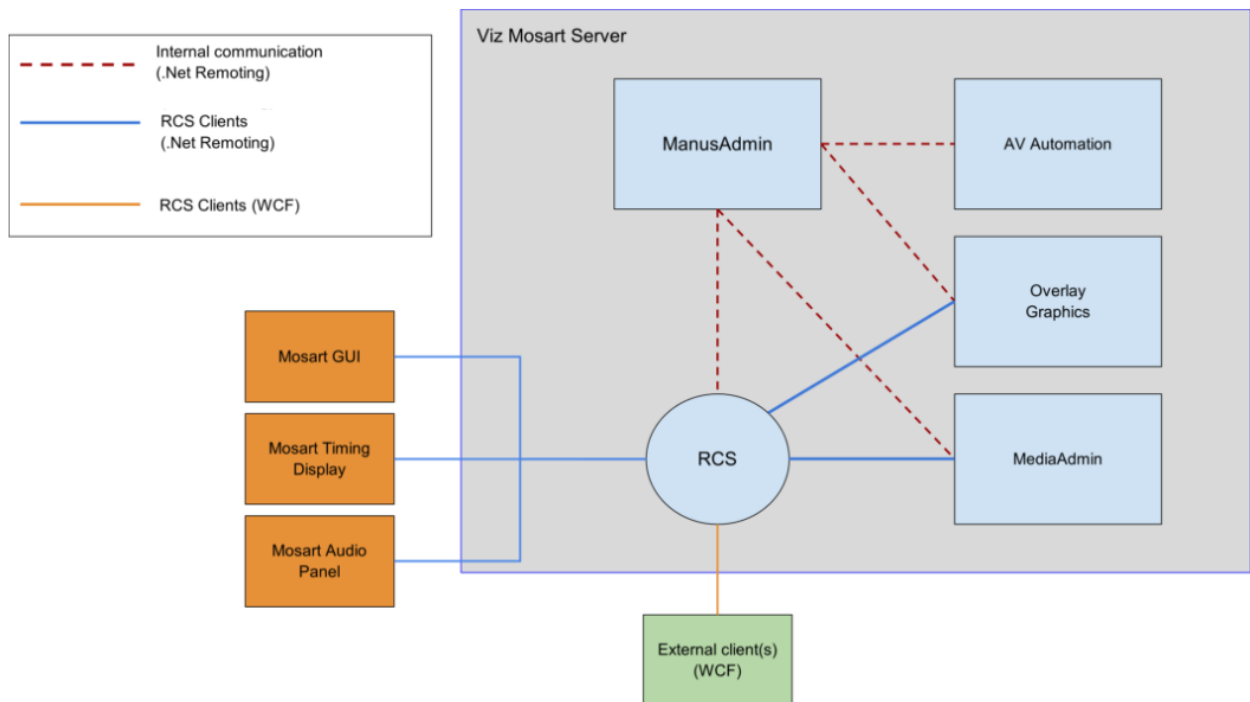 Viz Mosart Server
Internal communication
(.Net Remoting)
RCS Clients
(.Net Remoting)
RCS Clients (WCF)
ManusAdmin
AV Automation
Overlay
Graphics
Mosart GUI
Mosart Timing
Display
RCS
MediaAdmin
Mosart Audio
Panel
External client(s)
(WCF)